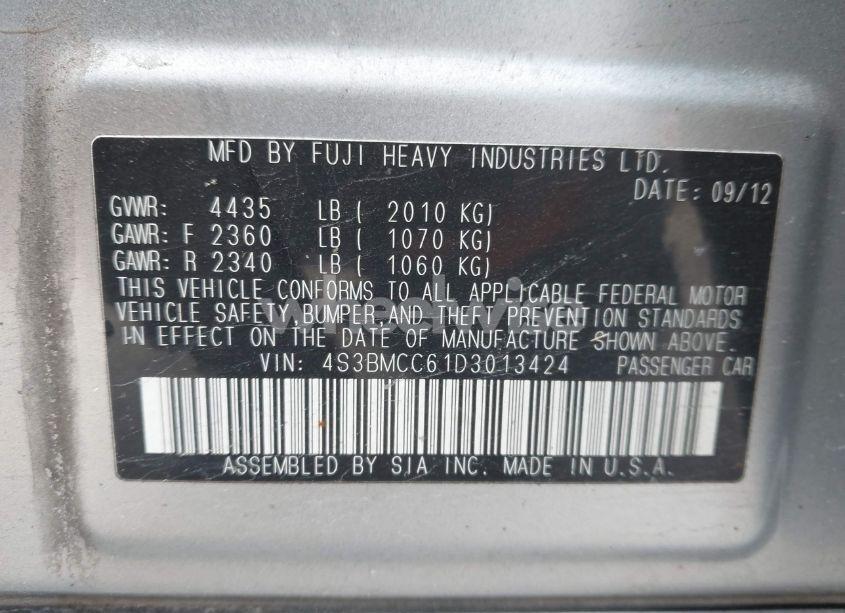 MFD BY FUJI HEAVY INDUSTRIES LTD.
DATE: 09/12
GVWR: 4435 LB ( 2010 KG)
GAWR: F 2360 LB ( 1070 KG)
GAWR: R 2340 LB ( 1060 KG)
THIS VEHICLE CONFORMS TO ALL APPLICABLE FEDERAL MOTOR
VEHICLE SAFETY,BUMPER,AND THEFT PREVENTION STANDARDS
IN EFFECT ON THE DATE OF MANUFACTURE SHOWN ABOVE.
VIN: 4S3BMCC61D3013424 PASSENGER CAR
ASSEMBLED BY SIA INC. MADE IN U.S.A.